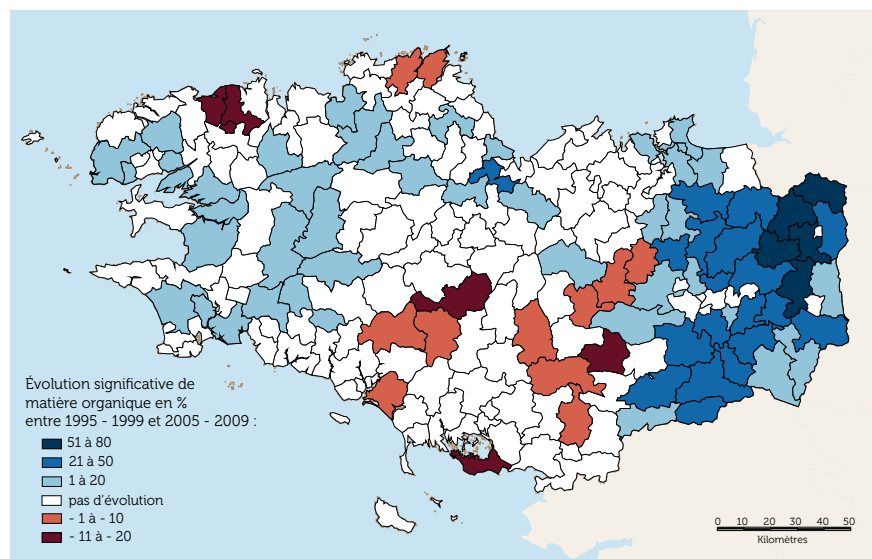 Évolution significative de
matière organique en %
entre 1995 - 1999 et 2005 - 2009 :
51 à 80
21 à 50
1 à 20
pas d'évolution
- 1 à - 10
- 11 à - 20
0 10 20 30 40 50
Kilomètres